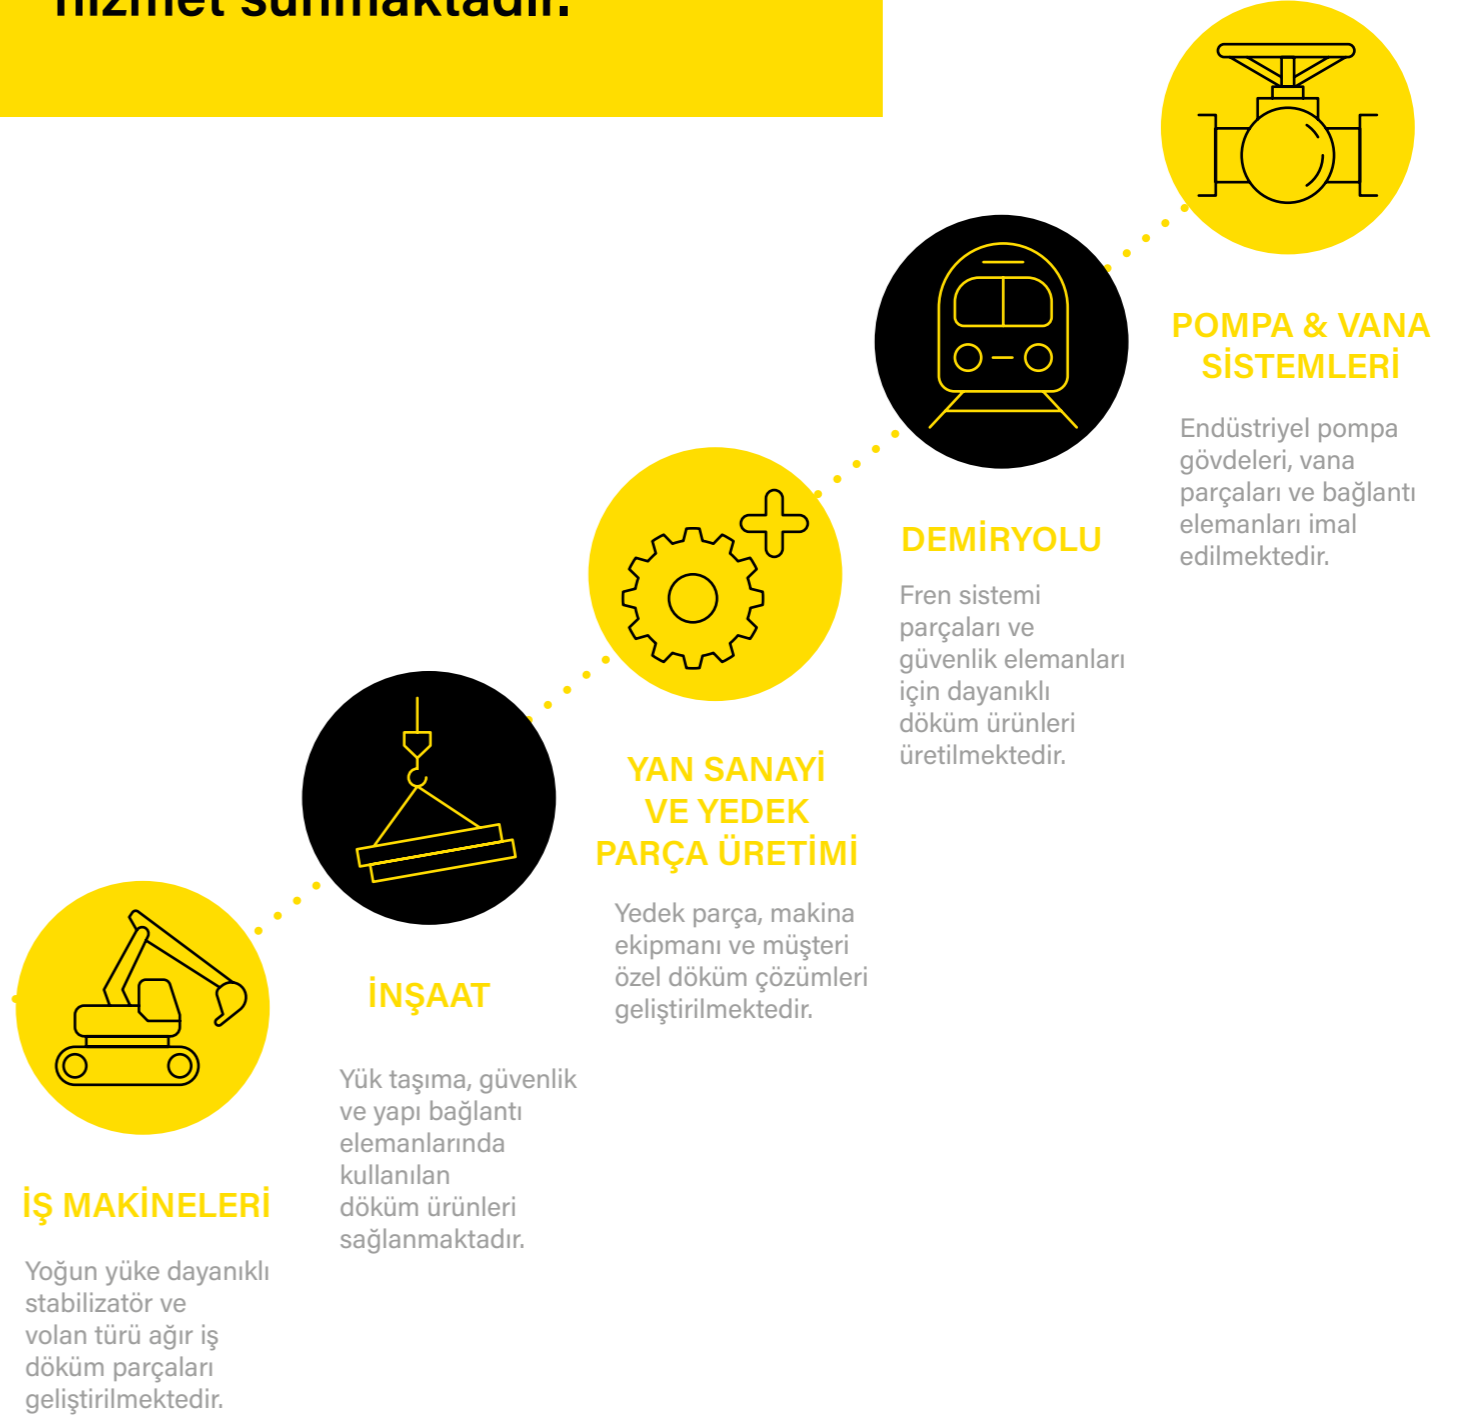 hizmet sunmaktadır.
POMPA & VANA
SİSTEMLERİ
Endüstriyel pompa
gövdeleri, vana
parçaları ve bağlantı
elemanları imal
edilmektedir.
DEMİRYOLU
Fren sistemi
parçaları ve
güvenlik elemanları
için dayanıklı
döküm ürünleri
üretilmektedir.
YAN SANAYİ
VE YEDEK
PARÇA ÜRETİMİ
Yedek parça, makina
ekipmanı ve müşteri
özel döküm çözümleri
geliştirilmektedir.
İNŞAAT
Yük taşıma, güvenlik
ve yapı bağlantı
elemanlarında
kullanılan
döküm ürünleri
sağlanmaktadır.
İŞ MAKİNELERİ
Yoğun yüke dayanıklı
stabilizatör ve
volan türü ağır iş
döküm parçaları
geliştirilmektedir.